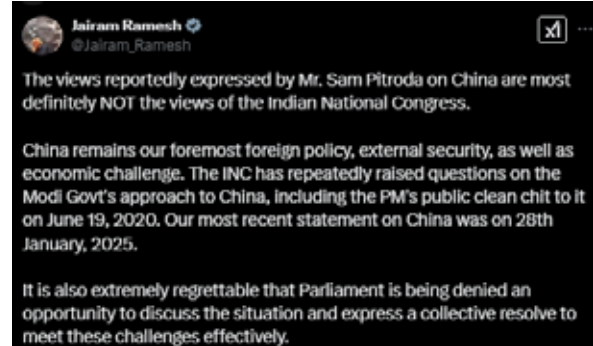 Jairam Ramesh
@Jairam_Ramesh
The views reportedly expressed by Mr. Sam Pitroda on China are most
definitely NOT the views of the Indian National Congress.
China remains our foremost foreign policy, external security, as well as
economic challenge. The INC has repeatedly raised questions on the
Modi Govt's approach to China, including the PM's public clean chit to it
on June 19, 2020. Our most recent statement on China was on 28th
January, 2025.
It is also extremely regrettable that Parliament is being denied an
opportunity to discuss the situation and express a collective resolve to
meet these challenges effectively.